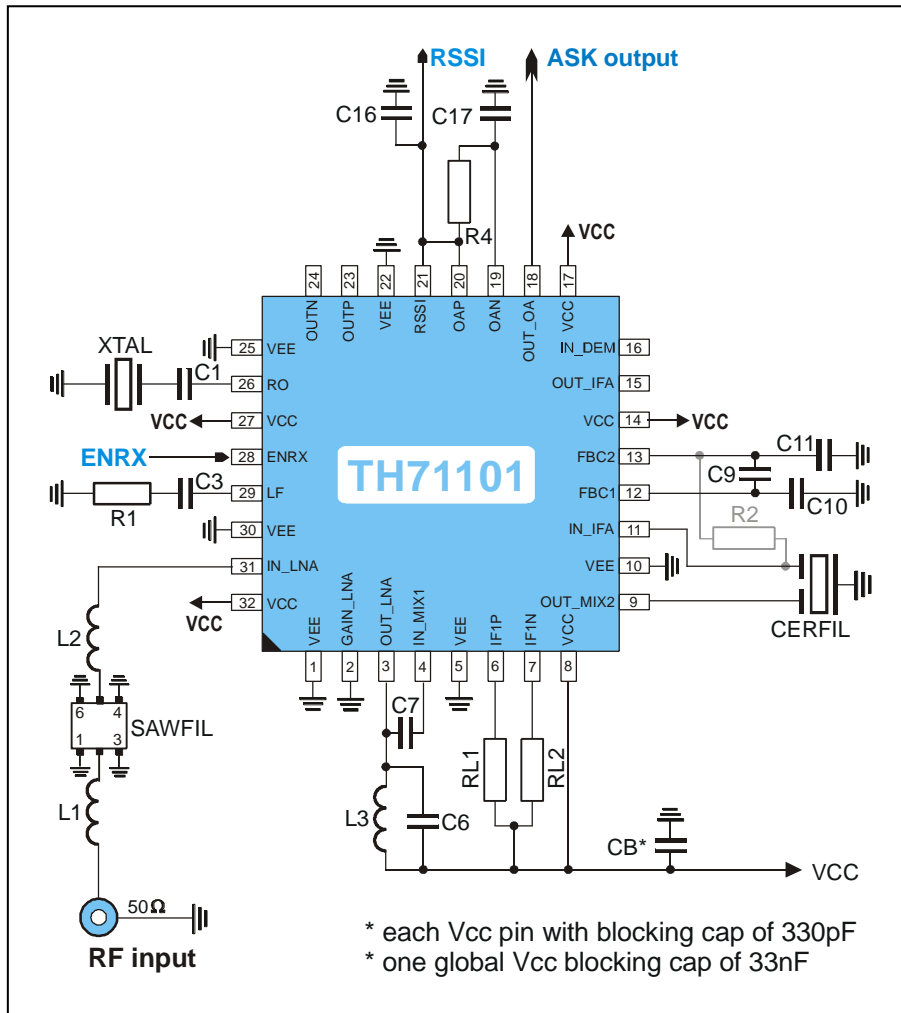 RSSI ASK output
C16 C17
R4
VCC
24 23 22 21 20 19 18 17
OUTN OUTP VEE RSSI OAP OAN OUT_OA VCC
XTAL C1
25 VEE
26 RO
VCC 27 VCC
ENRX 28 ENRX
R1 C3 29 LF
30 VEE
31 IN_LNA
VCC 32 VCC
TH71101
IN_DEM 16
OUT_IFA 15
VCC 14 VCC
FBC2 13
C11
C9
FBC1 12
C10
R2
IN_IFA 11
VEE 10
OUT_MIX2 9
CERFIL
VEE GAIN_LNA OUT_LNA IN_MIX1 VEE IF1P IF1N VCC
1 2 3 4 5 6 7 8
L2
6 4
1 3
SAWFIL
L1
C7
RL1 RL2
L3 C6
CB*
VCC
50Ω
RF input
* each Vcc pin with blocking cap of 330pF
* one global Vcc blocking cap of 33nF